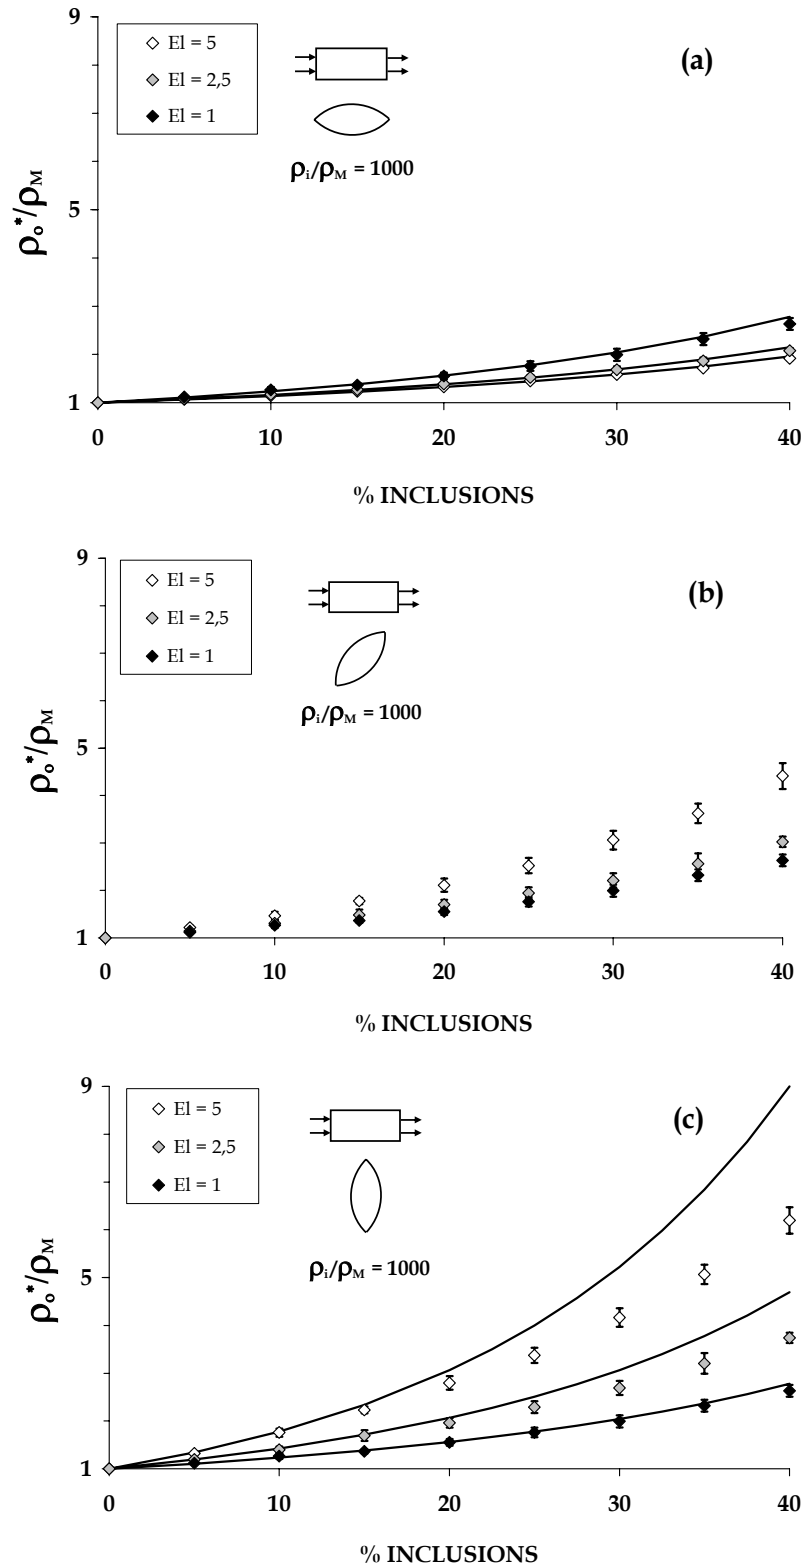 9
El = 5
(a)
El = 2,5
El = 1
ρi/ρM = 1000
ρo*/ρM
5
1
0 10 20 30 40
% INCLUSIONS
9
El = 5
(b)
El = 2,5
El = 1
ρi/ρM = 1000
ρo*/ρM
5
1
0 10 20 30 40
% INCLUSIONS
9
El = 5
(c)
El = 2,5
El = 1
ρi/ρM = 1000
ρo*/ρM
5
1
0 10 20 30 40
% INCLUSIONS